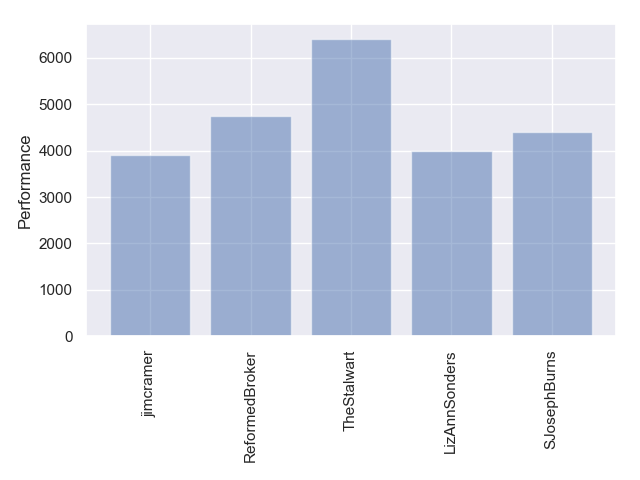 6000
5000
4000
3000
2000
1000
0
Performance
jimcramer
ReformedBroker
TheStalwart
LizAnnSonders
SJosephBurns